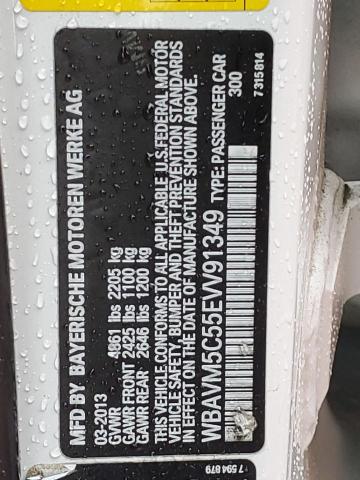 MFD BY BAYERISCHE MOTOREN WERKE AG
03-2013
GVWR 4861 lbs 2205 kg
GAWR FRONT 2425 lbs 1100 kg
GAWR REAR 2646 lbs 1200 kg
THIS VEHICLE CONFORMS TO ALL APPLICABLE U.S. FEDERAL MOTOR
VEHICLE SAFETY, BUMPER AND THEFT PREVENTION STANDARDS
IN EFFECT ON THE DATE OF MANUFACTURE SHOWN ABOVE.
WBAVM5C55EVV91349 TYPE: PASSENGER CAR
300
7315814
7 594 879